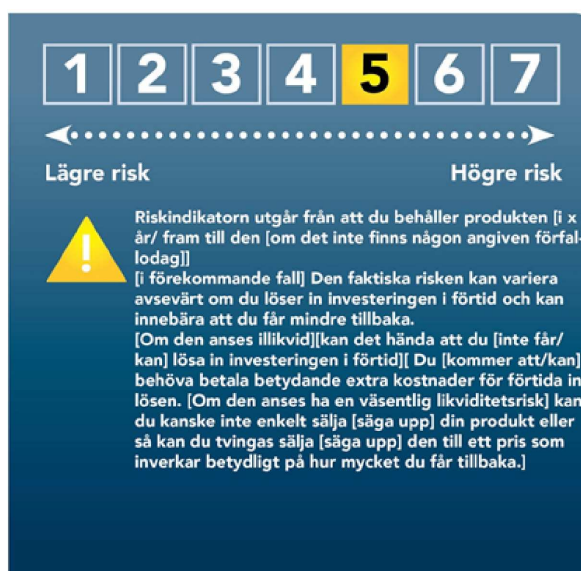 1 2 3 4 5 6 7
Lägre risk Högre risk
Riskindikatorn utgår från att du behåller produkten [i x
år/ fram till den [om det inte finns någon angiven förfal-
lodag]]
[i förekommande fall] Den faktiska risken kan variera
avsevärt om du löser in investeringen i förtid och kan
innebära att du får mindre tillbaka.
[Om den anses illikvid][kan det hända att du [inte får/
kan] lösa in investeringen i förtid][ Du [kommer att/kan]
behöva betala betydande extra kostnader för förtida in
lösen. [Om den anses ha en väsentlig likviditetsrisk] kan
du kanske inte enkelt sälja [säga upp] din produkt eller
så kan du tvingas sälja [säga upp] den till ett pris som
inverkar betydligt på hur mycket du får tillbaka.]